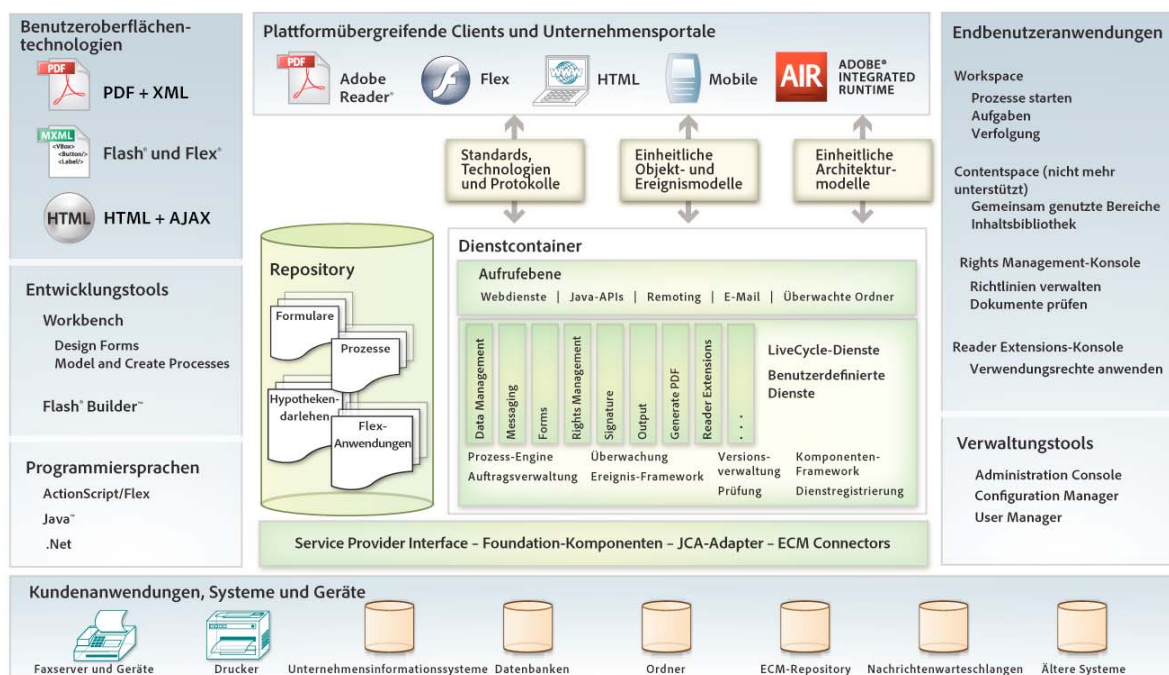 Benutzeroberflächen-
technologien
PDF
PDF + XML
MXML
<VBox>
<Button/>
<Label/>
Flash® und Flex®
HTML
HTML + AJAX
Entwicklungstools
Workbench
Design Forms
Model and Create Processes
Flash® Builder™
Programmiersprachen
ActionScript/Flex
Java™
.Net
Plattformübergreifende Clients und Unternehmensportale
PDF
Adobe
Reader®
Flex
WWW
HTML
Mobile
AIR
ADOBE®
INTEGRATED
RUNTIME
Standards,
Technologien
und Protokolle
Einheitliche
Objekt- und
Ereignismodelle
Einheitliche
Architektur-
modelle
Repository
Formulare
Prozesse
Hypotheken-
darlehen
Flex-
Anwendungen
Dienstcontainer
Aufrufebene
Webdienste | Java-APIs | Remoting | E-Mail | Überwachte Ordner
Data Management
Messaging
Forms
Rights Management
Signature
Output
Generate PDF
Reader Extensions
. . .
LiveCycle-Dienste
Benutzerdefinierte
Dienste
Prozess-Engine
Auftragsverwaltung
Überwachung
Ereignis-Framework
Versions-
verwaltung
Prüfung
Komponenten-
Framework
Dienstregistrierung
Service Provider Interface – Foundation-Komponenten – JCA-Adapter – ECM Connectors
Endbenutzeranwendungen
Workspace
Prozesse starten
Aufgaben
Verfolgung
Contentspace (nicht mehr
unterstützt)
Gemeinsam genutzte Bereiche
Inhaltsbibliothek
Rights Management-Konsole
Richtlinien verwalten
Dokumente prüfen
Reader Extensions-Konsole
Verwendungsrechte anwenden
Verwaltungstools
Administration Console
Configuration Manager
User Manager
Kundenanwendungen, Systeme und Geräte
Faxserver und Geräte
Drucker
Unternehmensinformationssysteme
Datenbanken
Ordner
ECM-Repository
Nachrichtenwarteschlangen
Ältere Systeme